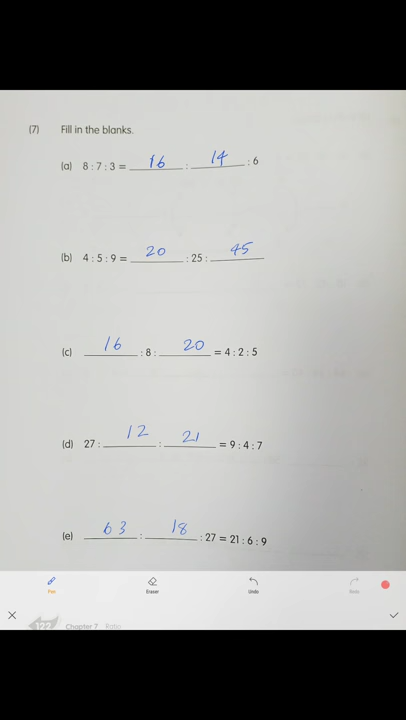 (7) Fill in the blanks.
(a) 8 : 7 : 3 = 16 : 14 : 6
(b) 4 : 5 : 9 = 20 : 25 : 45
(c) 16 : 8 : 20 = 4 : 2 : 5
(d) 27 : 12 : 21 = 9 : 4 : 7
(e) 63 : 18 : 27 = 21 : 6 : 9
Pen Eraser Undo Redo
122 Chapter 7 Ratio